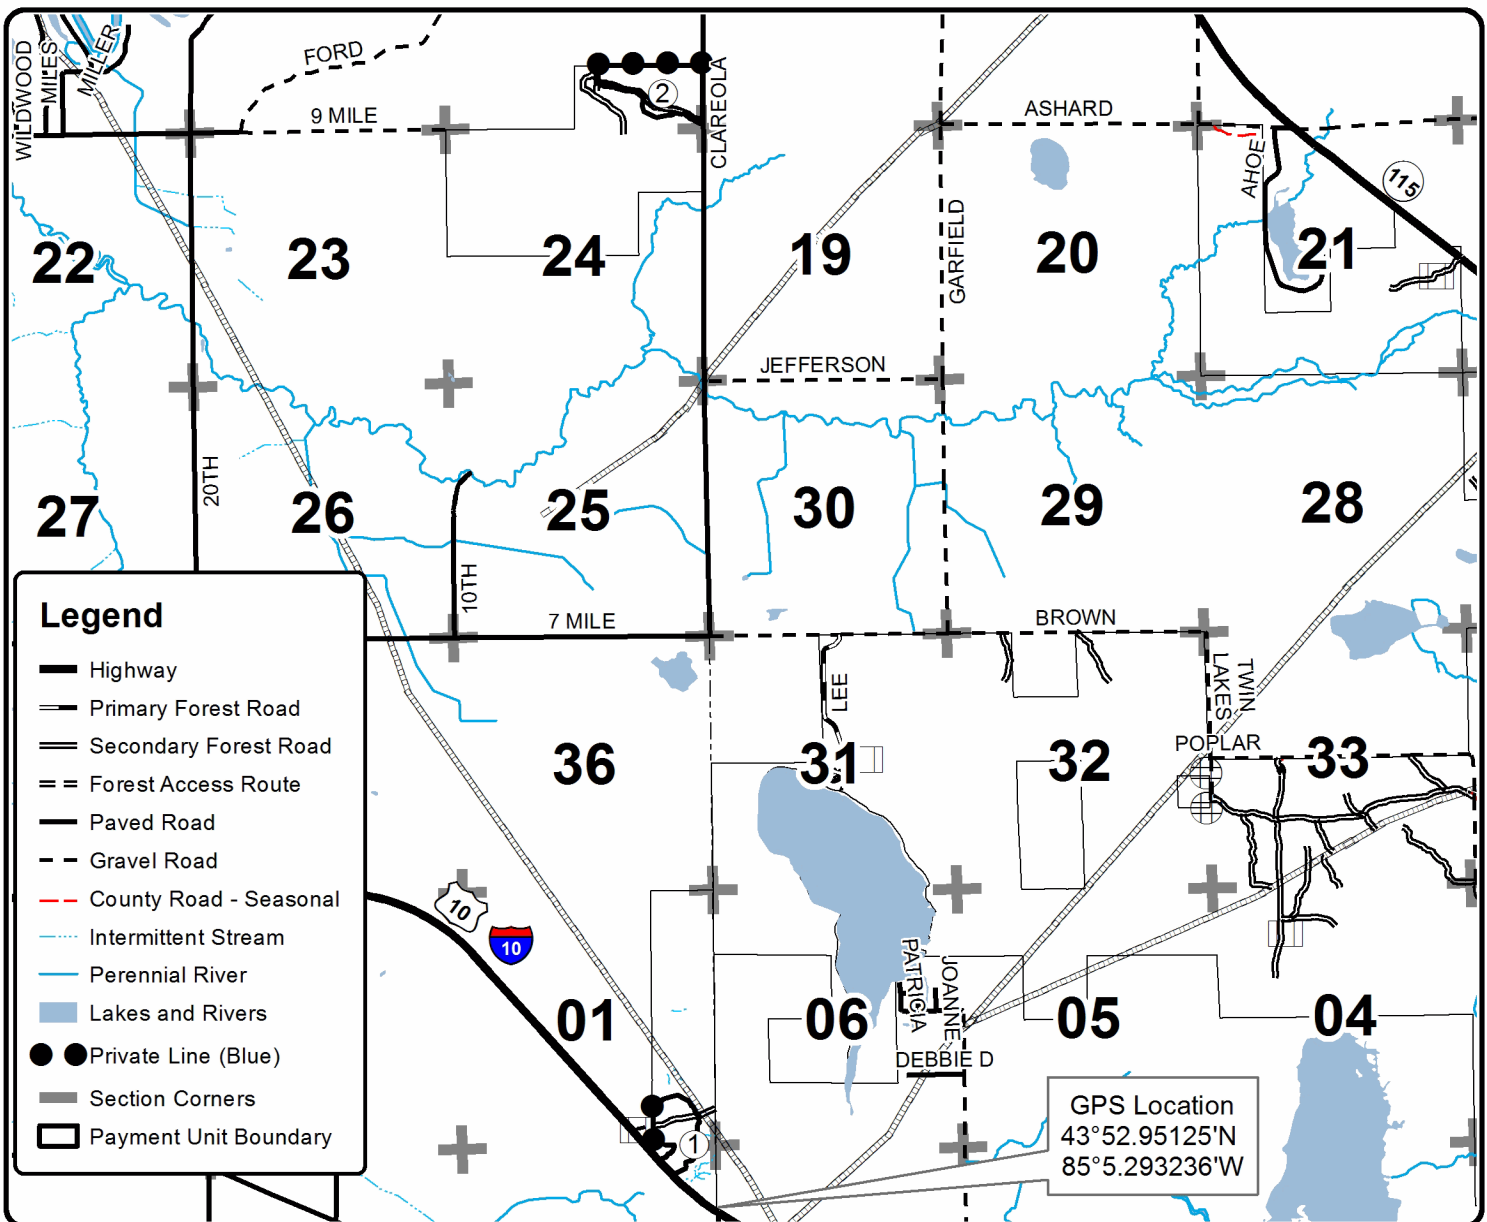 WILDWOOD
MILES
MILLER
FORD
9 MILE
2
CLAREOLA
ASHARD
GARFIELD
AHOE
115
22
23
24
19
20
21
JEFFERSON
27
20TH
26
10TH
25
30
29
28
7 MILE
BROWN
LEE
TWIN
LAKES
POPLAR
36
31
32
33
10
10
01
06
PATRICIA
JOANNE
DEBBIE D
05
04
1
GPS Location
43°52.95125'N
85°5.293236'W
Legend
Highway
Primary Forest Road
Secondary Forest Road
Forest Access Route
Paved Road
Gravel Road
County Road - Seasonal
Intermittent Stream
Perennial River
Lakes and Rivers
Private Line (Blue)
Section Corners
Payment Unit Boundary